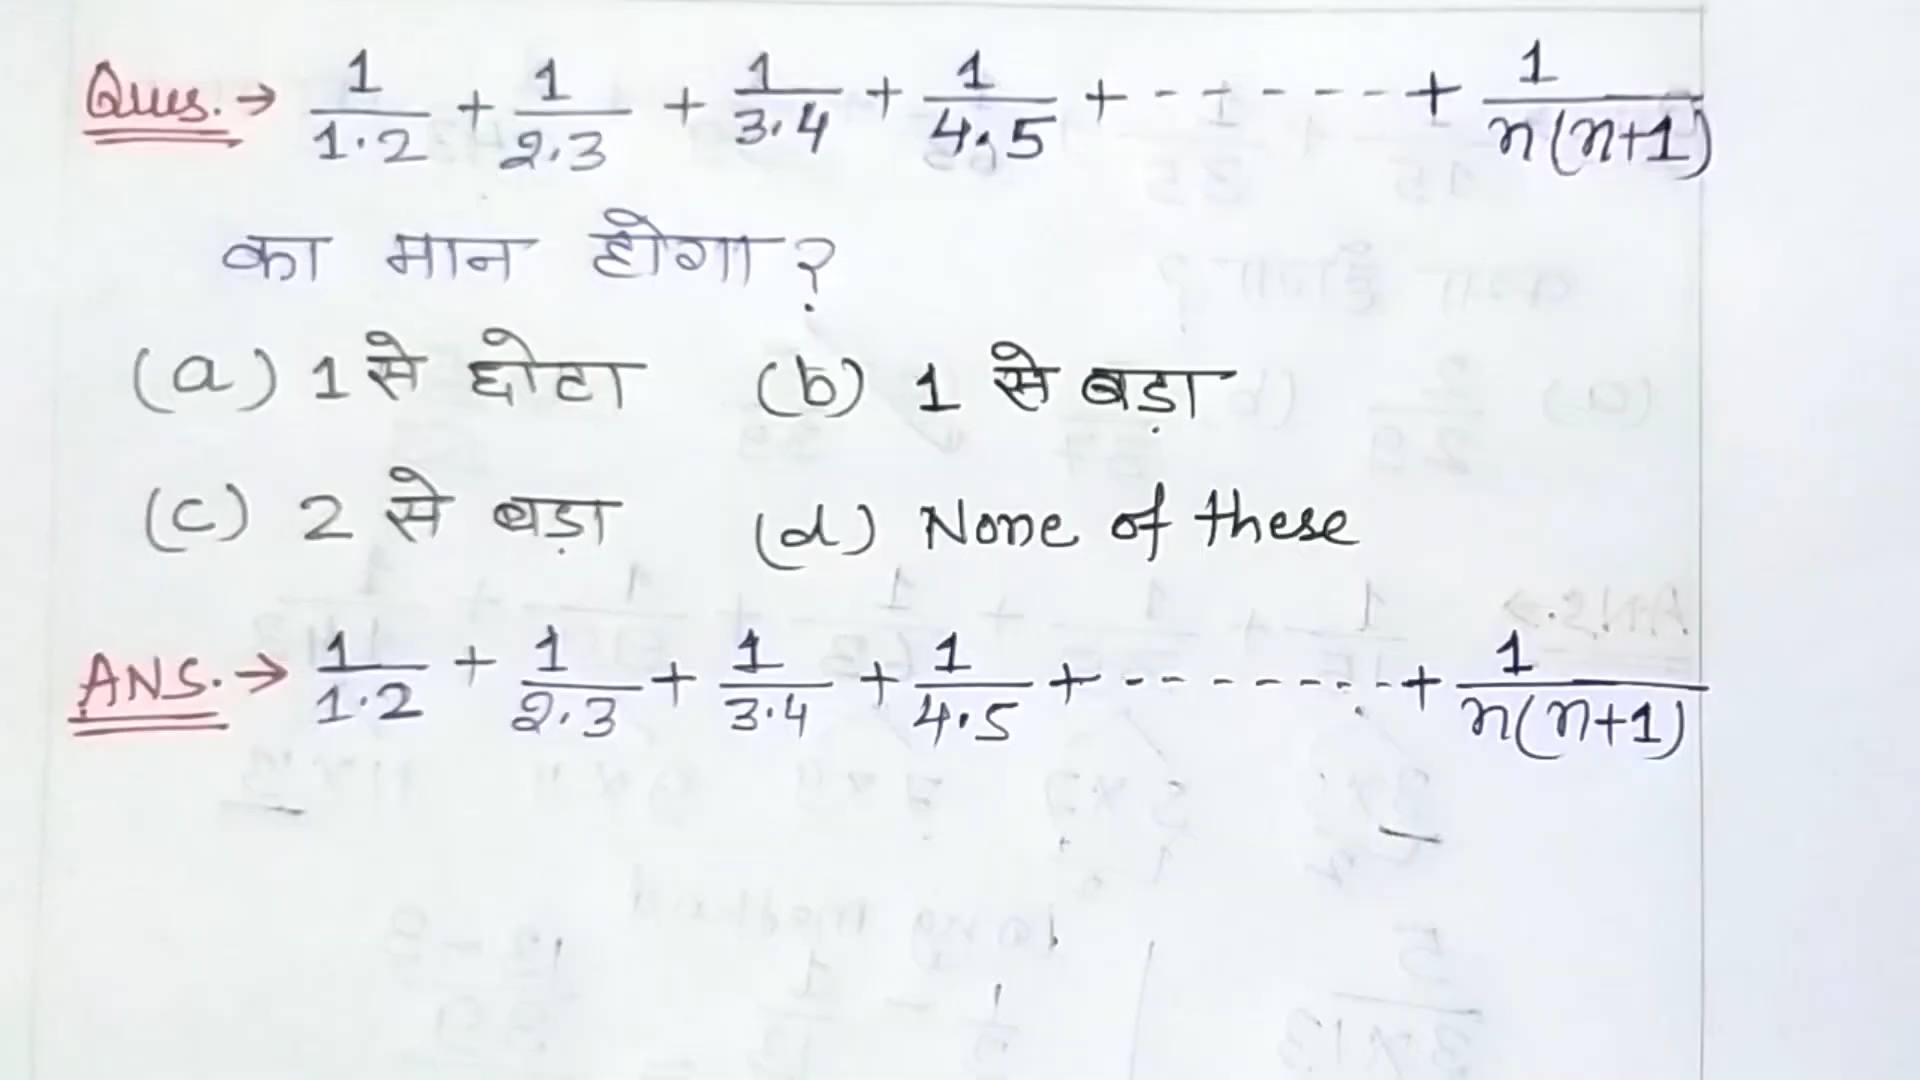 Ques.→ 1/1.2 + 1/2.3 + 1/3.4 + 1/4.5 + ------ + 1/n(n+1)
का मान होगा?
(a) 1 से छोटा (b) 1 से बड़ा
(c) 2 से बड़ा (d) None of these
ANS.→ 1/1.2 + 1/2.3 + 1/3.4 + 1/4.5 + -------- + 1/n(n+1)